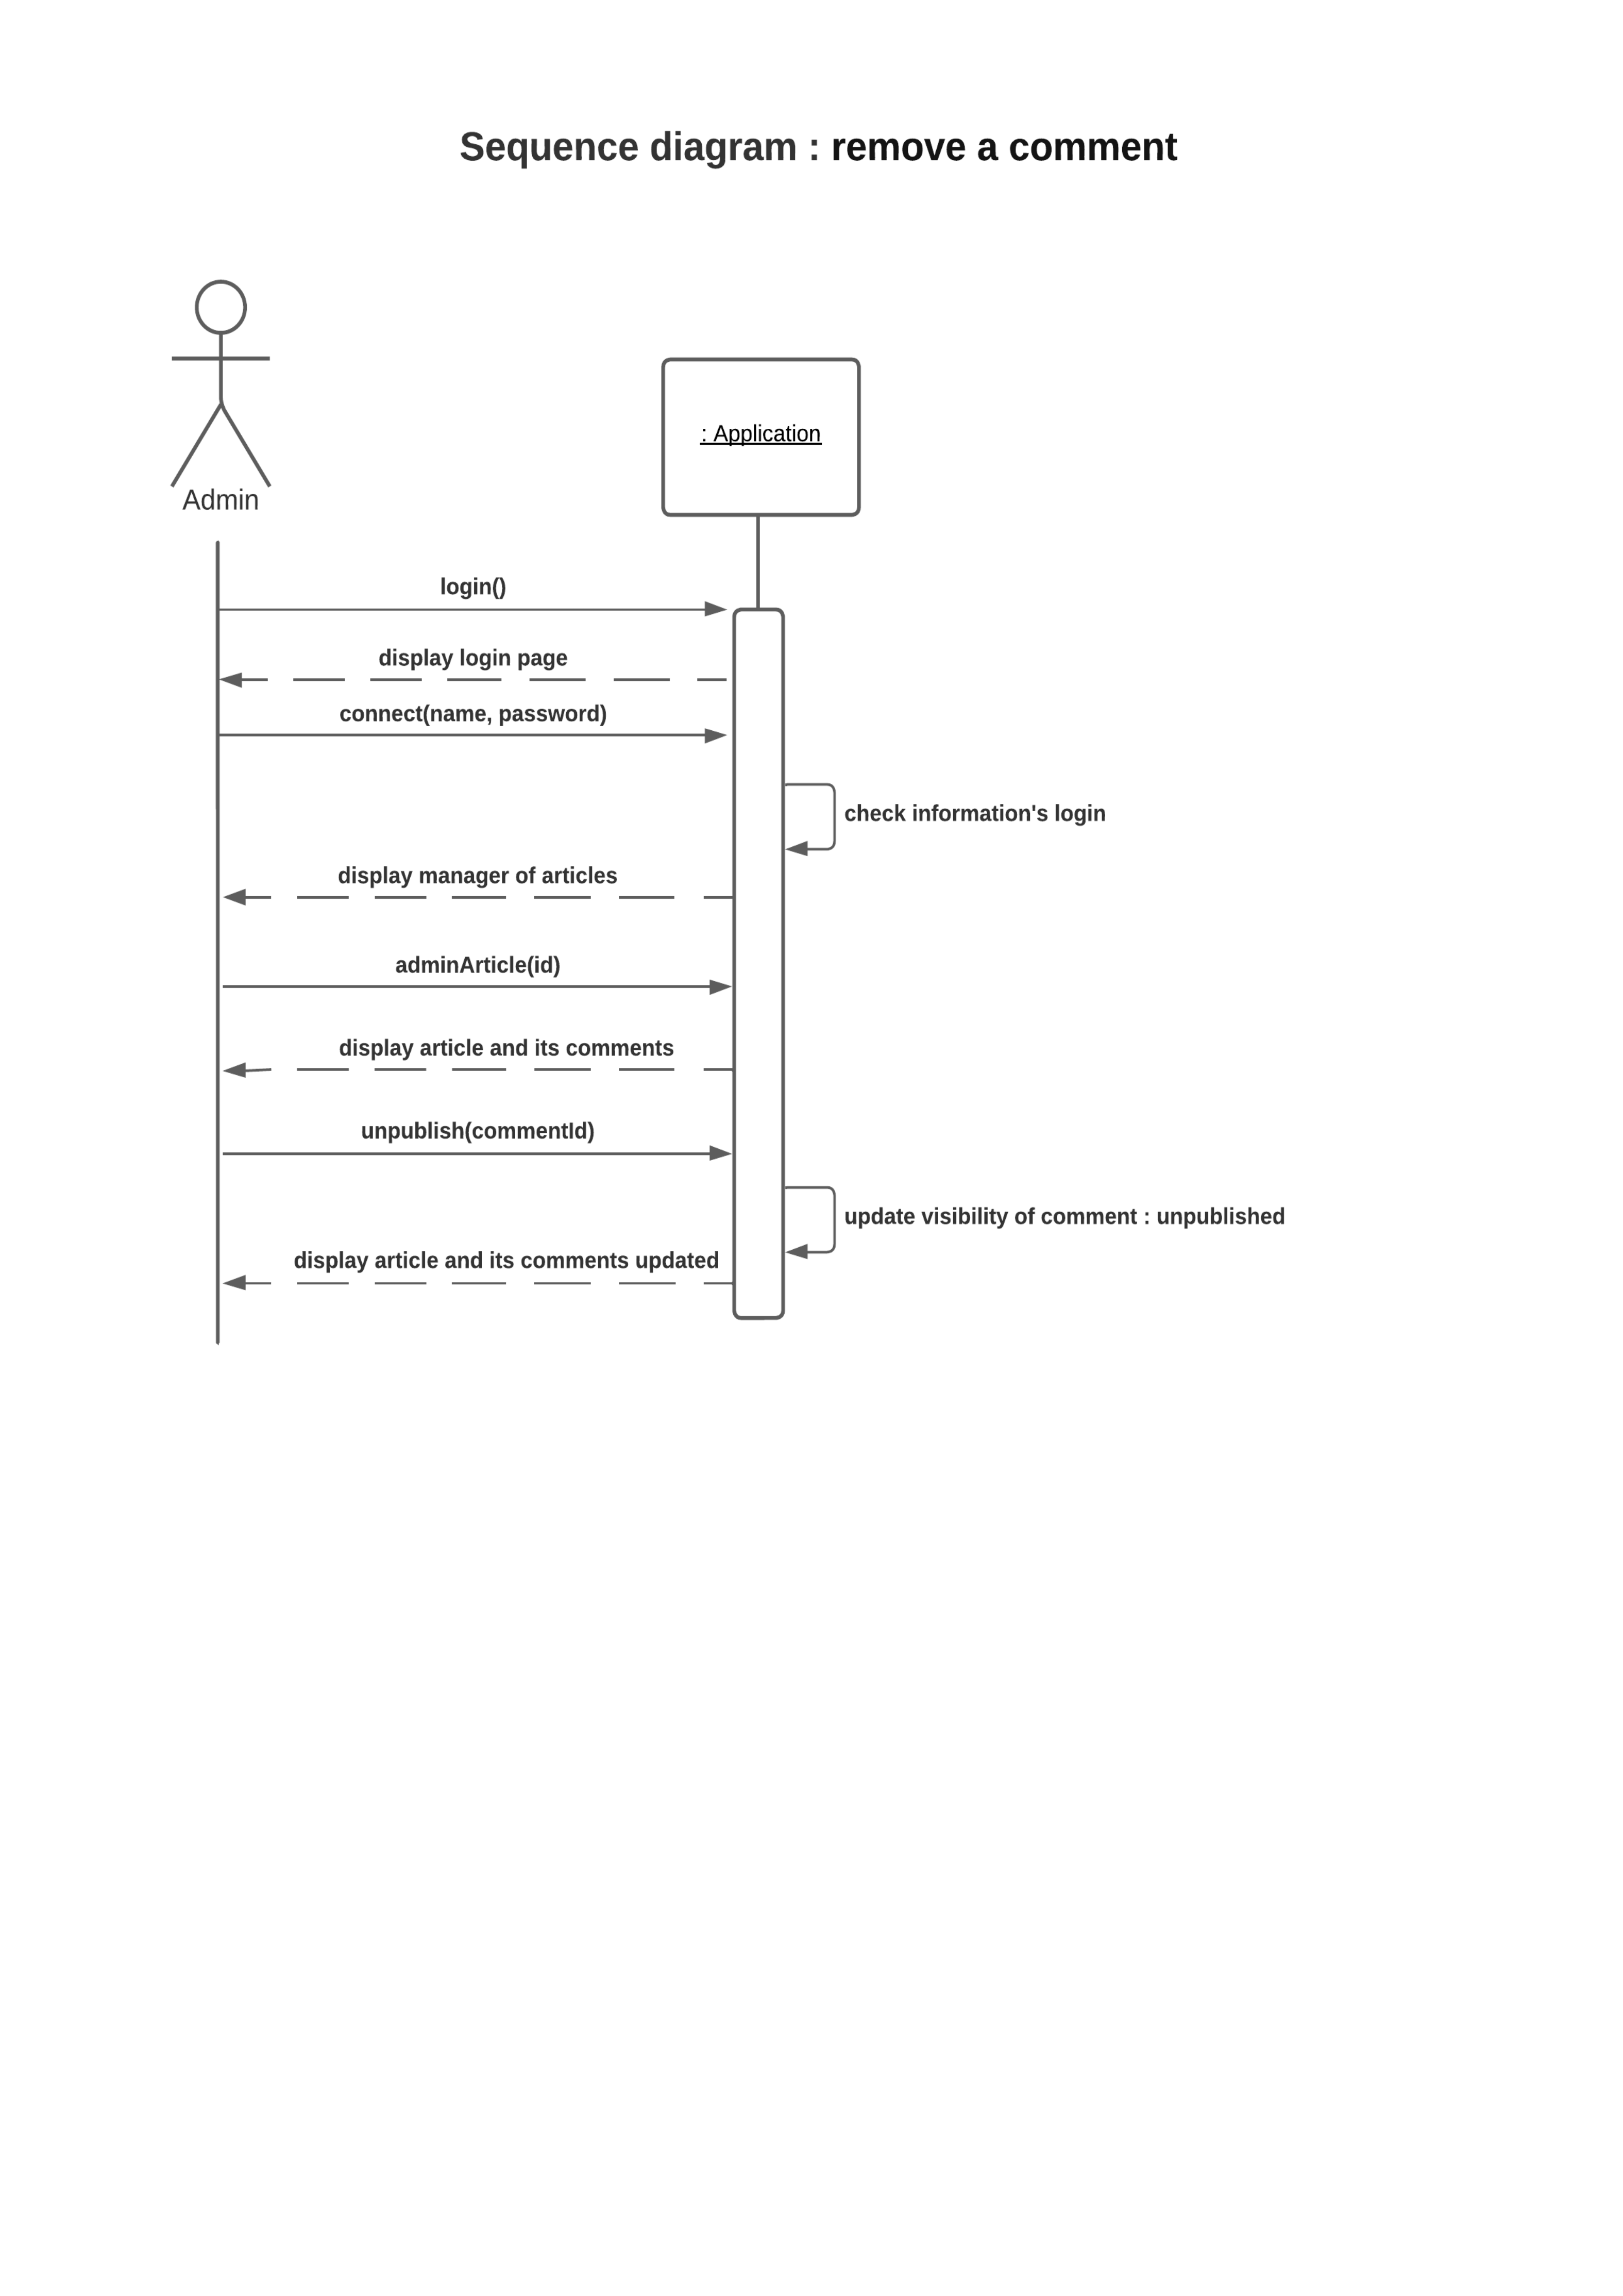 Sequence diagram : remove a comment
: Application
Admin
login()
display login page
connect(name, password)
check information's login
display manager of articles
adminArticle(id)
display article and its comments
unpublish(commentId)
update visibility of comment : unpublished
display article and its comments updated